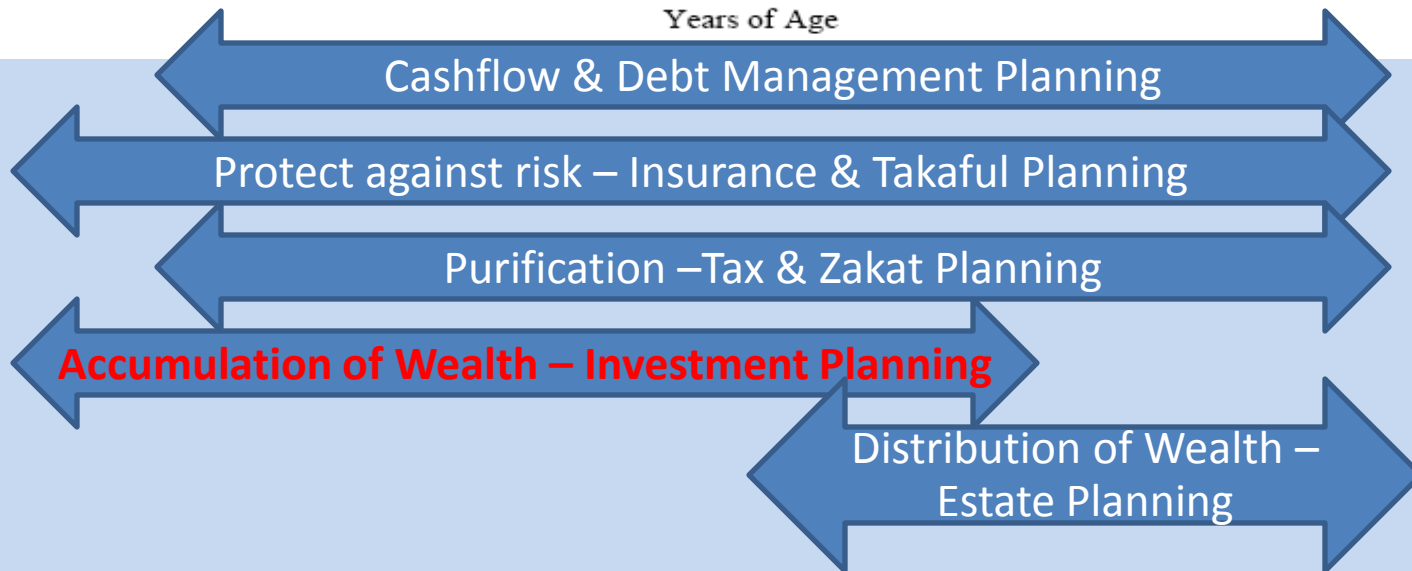 Years of Age
Cashflow & Debt Management Planning
Protect against risk – Insurance & Takaful Planning
Purification –Tax & Zakat Planning
Accumulation of Wealth – Investment Planning
Distribution of Wealth –
Estate Planning